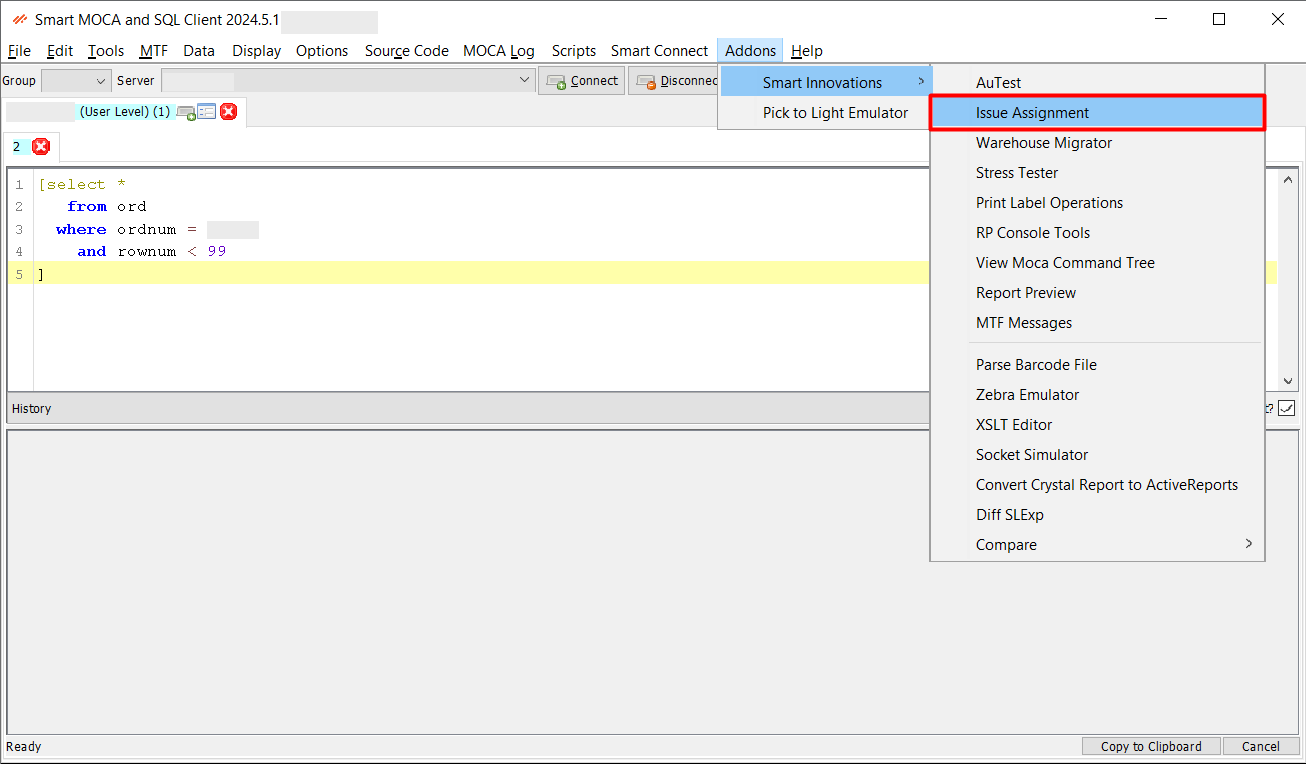 Smart MOCA and SQL Client 2024.5.1
File Edit Tools MTF Data Display Options Source Code MOCA Log Scripts Smart Connect Addons Help
Group Server Connect Disconnec
(User Level) (1)
2
1 [select *
2 from ord
3 where ordnum =
4 and rownum < 99
5 ]
History
Smart Innovations >
Pick to Light Emulator
AuTest
Issue Assignment
Warehouse Migrator
Stress Tester
Print Label Operations
RP Console Tools
View Moca Command Tree
Report Preview
MTF Messages
Parse Barcode File
Zebra Emulator
XSLT Editor
Socket Simulator
Convert Crystal Report to ActiveReports
Diff SLExp
Compare >
Ready
Copy to Clipboard Cancel